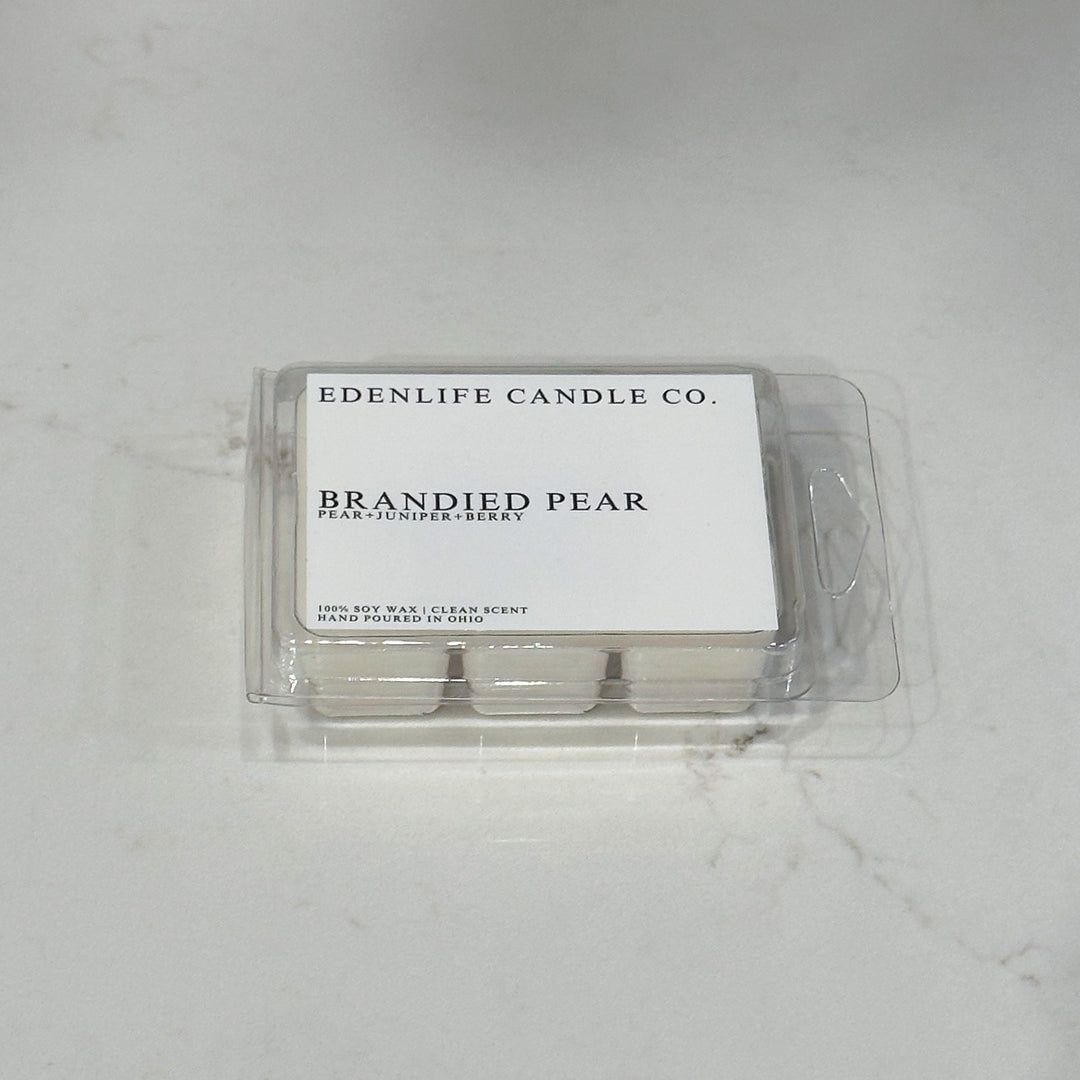 EDENLIFE CANDLE CO.
BRANDIED PEAR
PEAR+JUNIPER+BERRY
100% SOY WAX | CLEAN SCENT
HAND POURED IN OHIO